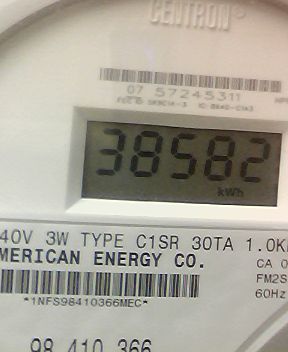 CENTRON®
07 57245311
38582
kWh
40V 3W TYPE C1SR 30TA 1.0K
MERICAN ENERGY CO.
CA 0
FM2S
60Hz
*1NFS98410366MEC*
98 410 366